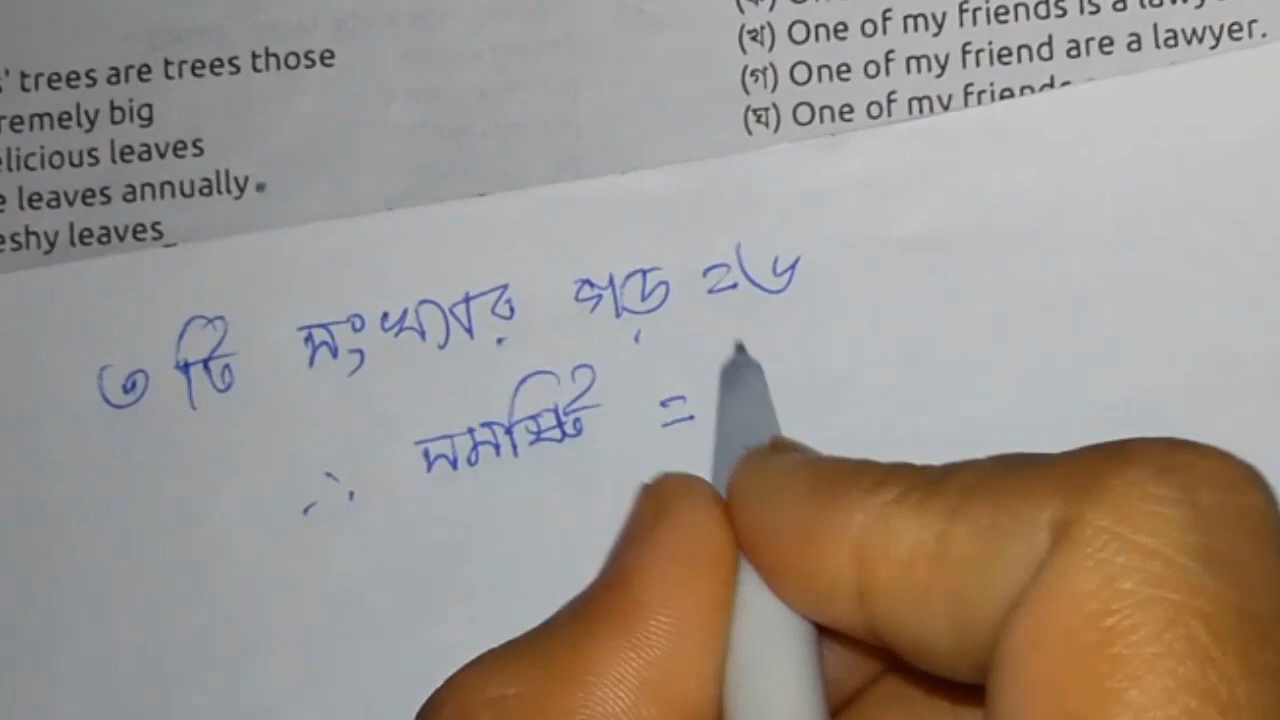 ' trees are trees those
remely big
elicious leaves
e leaves annually.
eshy leaves
(খ) One of my friends is a
(গ) One of my friend are a lawyer.
(ঘ) One of my
৩ টি সংখ্যার গড় ২৬
∴ সমষ্টি =